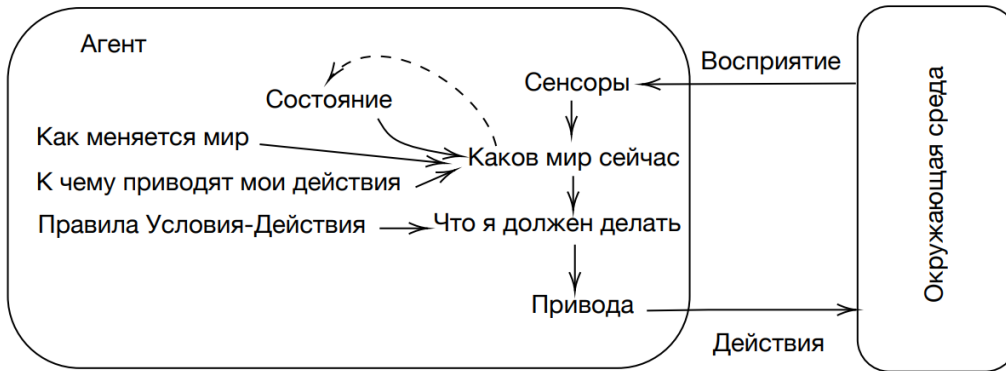 Агент
Восприятие
Сенсоры
Состояние
Как меняется мир
Каков мир сейчас
К чему приводят мои действия
Правила Условия-Действия
Что я должен делать
Привода
Действия
Окружающая среда